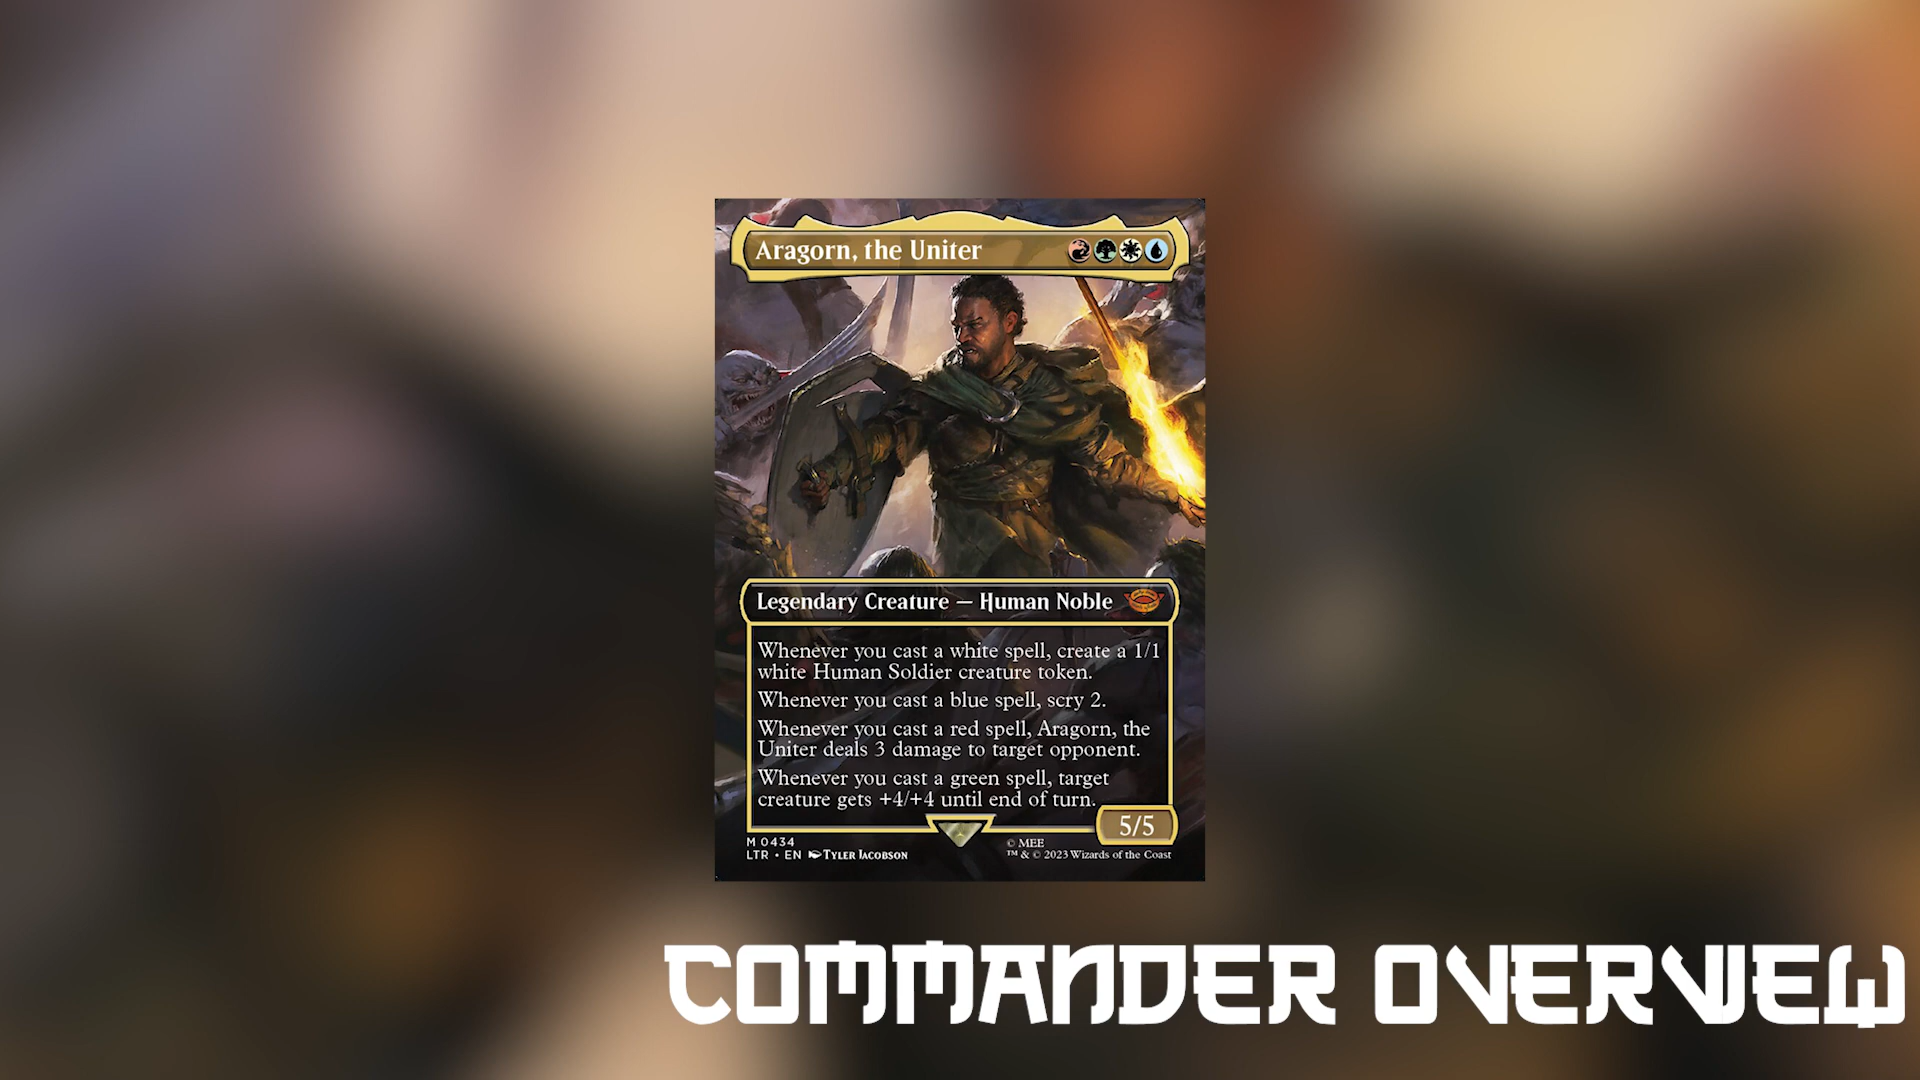 Aragorn, the Uniter
Legendary Creature — Human Noble
Whenever you cast a white spell, create a 1/1
white Human Soldier creature token.
Whenever you cast a blue spell, scry 2.
Whenever you cast a red spell, Aragorn, the
Uniter deals 3 damage to target opponent.
Whenever you cast a green spell, target
creature gets +4/+4 until end of turn.
5/5
M 0434
LTR • EN Tyler Jacobson
© MEE
™ & © 2023 Wizards of the Coast
COMMANDER OVERVIEW